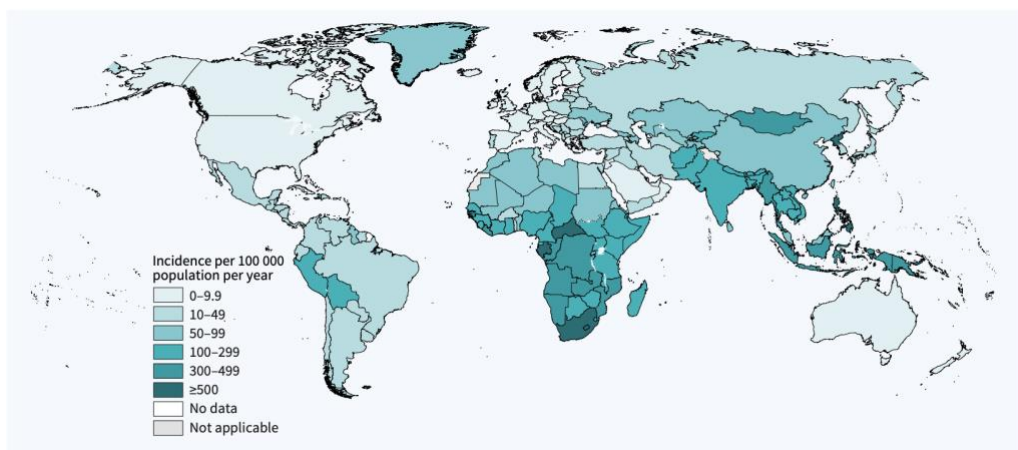 Incidence per 100 000
population per year
0–9.9
10–49
50–99
100–299
300–499
≥500
No data
Not applicable